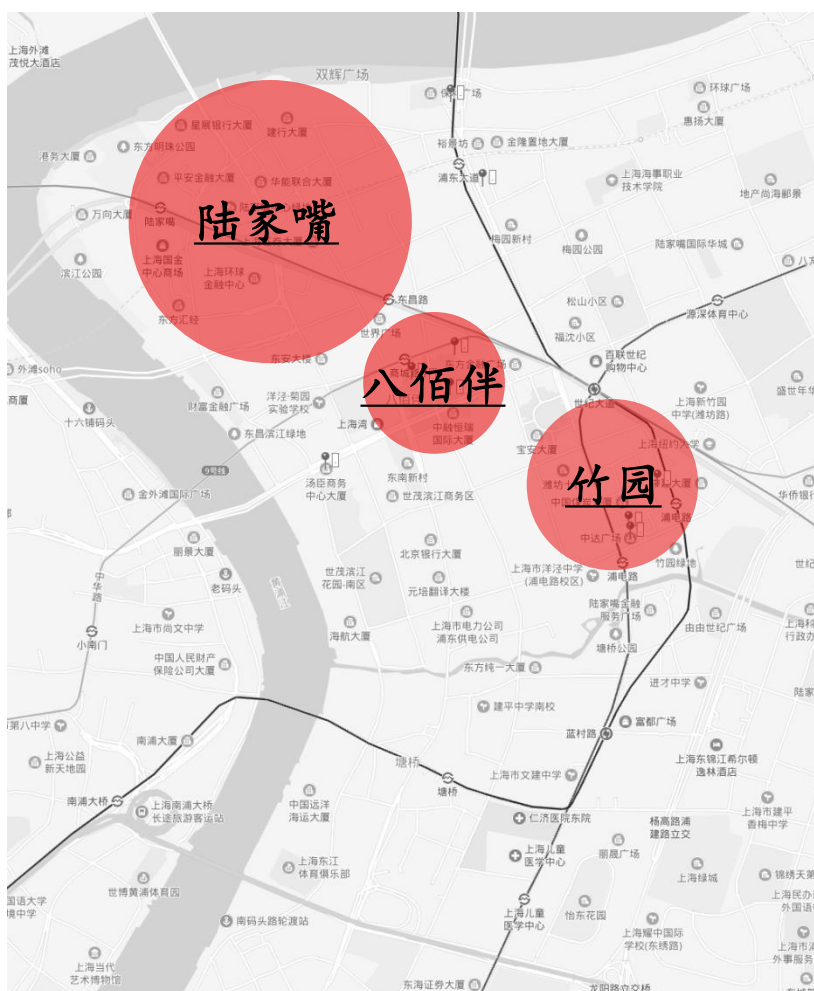 上海外滩
茂悦大酒店
双辉广场
环球广场
惠扬大厦
星展银行大厦
建行大厦
裕景坊
金隆置地大厦
东方明珠公园
港务大厦
平安金融大厦
华能联合大厦
浦东大道
上海海事职业
技术学院
地产尚海郦景
万向大厦
陆家嘴
陆家嘴
梅园新村
梅园公园
陆家嘴国际华城
滨江公园
上海国金
中心商场
上海环球
金融中心
东方汇经
东昌路
松山小区
源深体育中心
世界广场
福沈小区
外滩soho
东安大楼
八佰伴
东方金融广场
百联世纪
购物中心
世纪大道
财富金融广场
洋泾-菊园
实验学校
上海新竹园
中学(潍坊路)
十六铺码头
东昌滨江绿地
上海湾
中融恒瑞
国际大厦
宝安大厦
9号线
汤臣商务
中心大厦
东南新村
竹园
金外滩国际广场
世茂滨江商务区
浦电路
中达广场
丽景大厦
北京银行大厦
竹园绿地
中华路
老码头
世茂滨江
花园-南区
元培翻译大楼
上海市洋泾中学
(浦电路校区)
浦电路
陆家嘴金融
服务广场
上海市尚文中学
海航大厦
上海市电力公司
浦东供电公司
由由世纪广场
小南门
塘桥公园
中国人民财产
保险公司大厦
东方纯一大厦
进才中学
建平中学南校
南浦大厦
蓝村路
富都广场
上海公益
新天地园
塘桥
上海市文建中学
上海东锦江希尔顿
逸林酒店
塘桥
南浦大桥
上海南浦大桥
长途旅游客运站
中国远洋
海运大厦
仁济医院东院
杨高路浦
建路立交
上海市建平
香梅中学
上海儿童
医学中心
丽晟广场
上海东江
体育俱乐部
上海绿城
世博黄浦体育园
南码头路轮渡站
上海儿童
医学中心
怡东花园
上海耀中国际
学校(东绣路)
上海当代
艺术博物馆
东海证券大厦
龙阳路立交桥